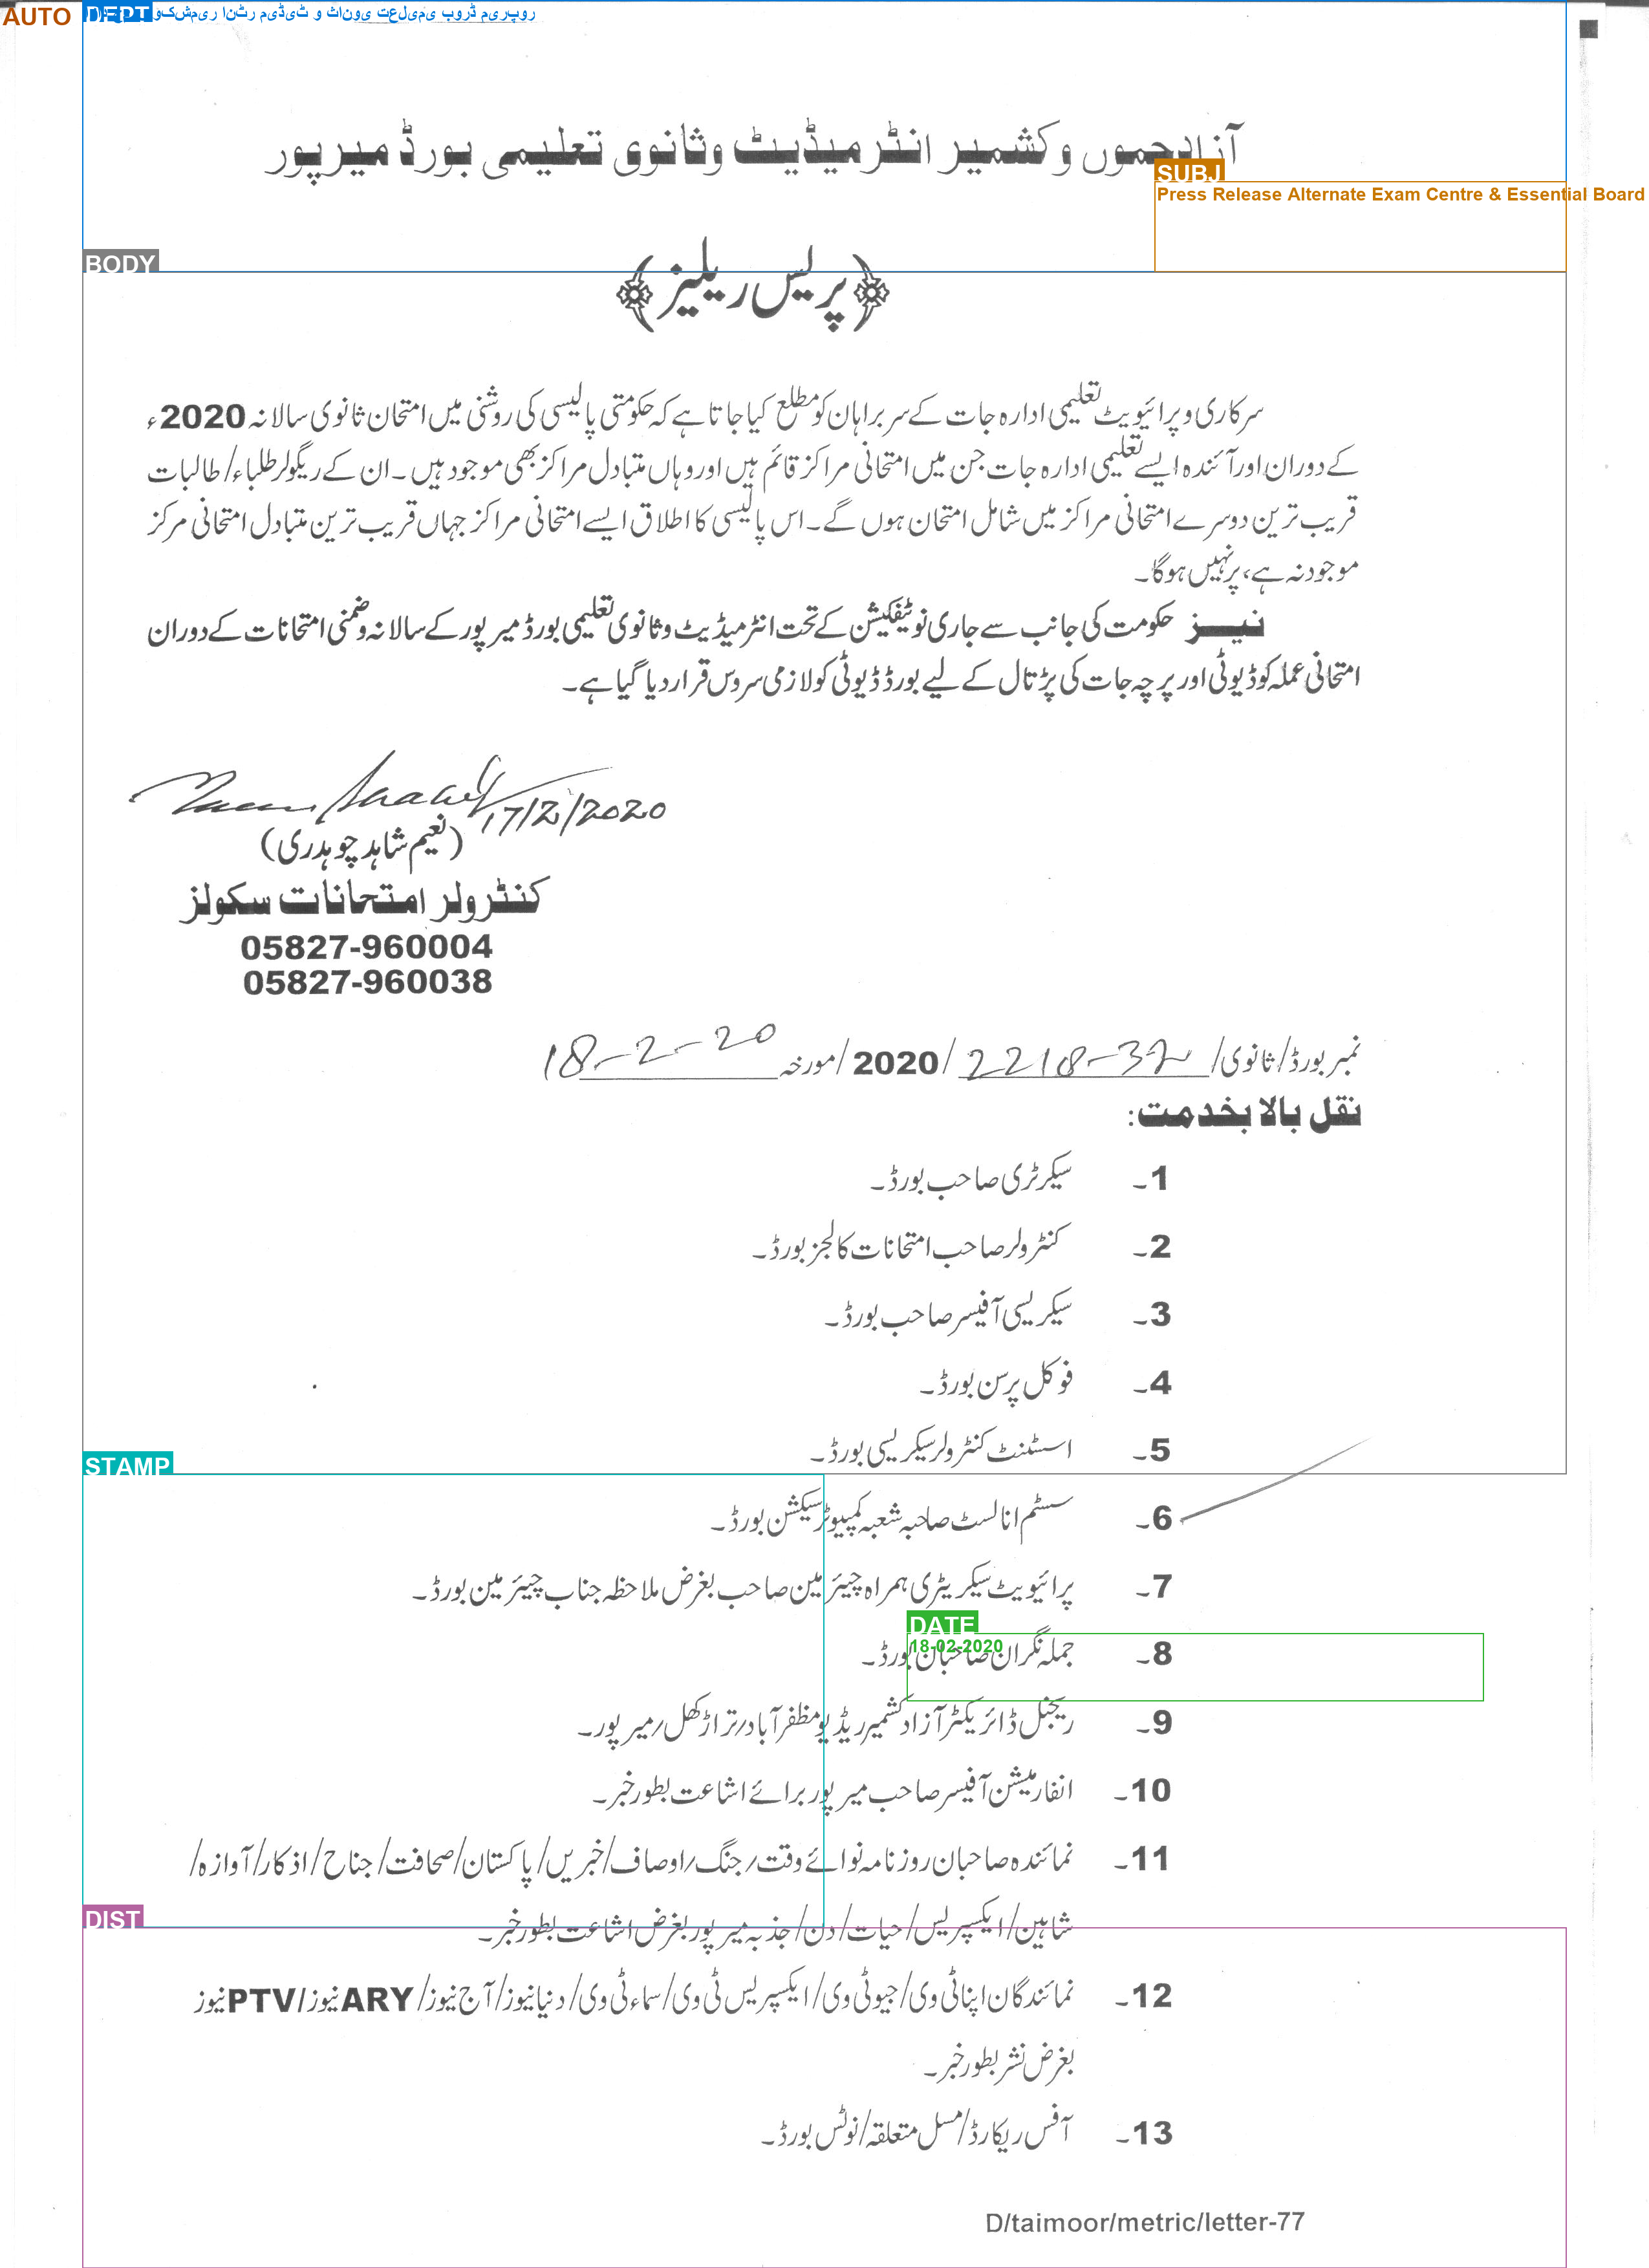 AUTO
DEPT
آزاد جموں وکشمیر انٹرمیڈیٹ وثانوی تعلیمی بورڈ میرپور
SUBJ
Press Release Alternate Exam Centre & Essential Board
BODY
﴿پریس ریلیز﴾
سرکاری و پرائیویٹ تعلیمی ادارہ جات کے سربراہان کو مطلع کیا جاتا ہے کہ حکومتی پالیسی کی روشنی میں امتحان ثانوی سالانہ 2020ء
کے دوران اور آئندہ ایسے تعلیمی ادارہ جات جن میں امتحانی مراکز قائم ہیں اور وہاں متبادل مراکز بھی موجود ہیں۔ ان کے ریگولر طلباء/طالبات
قریب ترین دوسرے امتحانی مراکز میں شامل امتحان ہوں گے۔ اس پالیسی کا اطلاق ایسے امتحانی مراکز جہاں قریب ترین متبادل امتحانی مرکز
موجود نہ ہے، پر نہیں ہوگا۔
نیز حکومت کی جانب سے جاری نوٹیفکیشن کے تحت انٹرمیڈیٹ وثانوی تعلیمی بورڈ میرپور کے سالانہ وضمنی امتحانات کے دوران
امتحانی عملہ کو ڈیوٹی اور پرچہ جات کی پڑتال کے لیے بورڈ ڈیوٹی کو لازمی سروس قرار دیا گیا ہے۔
17/2/2020
(نعیم شاہد چوہدری)
کنٹرولر امتحانات سکولز
05827-960004
05827-960038
نمبر بورڈ/ثانوی/2218-32/2020/مورخہ 18-2-20
نقل بالا بخدمت:
1۔ سیکرٹری صاحب بورڈ۔
2۔ کنٹرولر صاحب امتحانات کالجز بورڈ۔
3۔ سیکریسی آفیسر صاحب بورڈ۔
4۔ فوکل پرسن بورڈ۔
5۔ اسسٹنٹ کنٹرولر سیکریسی بورڈ۔
STAMP
6۔ سسٹم انالسٹ صاحبہ شعبہ کمپیوٹر سیکشن بورڈ۔
7۔ پرائیویٹ سیکریٹری ہمراہ چیئرمین صاحب بغرض ملاحظہ جناب چیئرمین بورڈ۔
DATE
18-02-2020
8۔ جملہ نگران صاحبان بورڈ۔
9۔ ریجنل ڈائریکٹر آزاد کشمیر ریڈیو مظفرآباد/تراڑکھل/میرپور۔
10۔ انفارمیشن آفیسر صاحب میرپور برائے اشاعت بطور خبر۔
11۔ نمائندہ صاحبان روزنامہ نوائے وقت/جنگ/اوصاف/خبریں/پاکستان/صحافت/جناح/اذکار/آوازہ/
DIST
شاہین/ایکسپریس/حیات/دن/جذبہ میرپور بغرض اشاعت بطور خبر۔
12۔ نمائندگان اپنا ٹی وی/جیو ٹی وی/ایکسپریس ٹی وی/سماء ٹی وی/دنیا نیوز/آج نیوز/ARY نیوز/PTV نیوز
بغرض نشر بطور خبر۔
13۔ آفس ریکارڈ/مسل متعلقہ/نوٹس بورڈ۔
D/taimoor/metric/letter-77